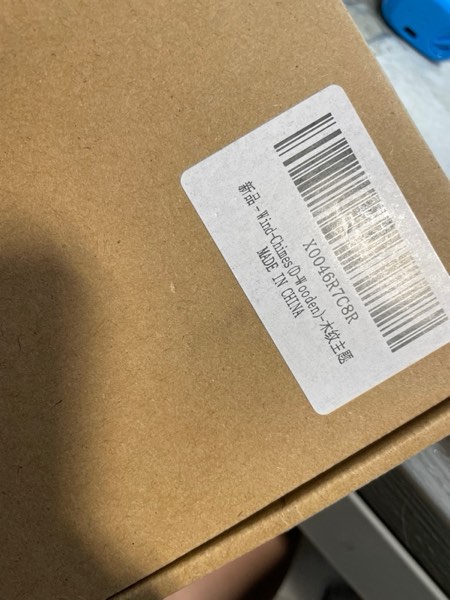 X0046R7C8R
新品 - Wind-Chimes(D-Wooden)-木纹主题
MADE IN CHINA